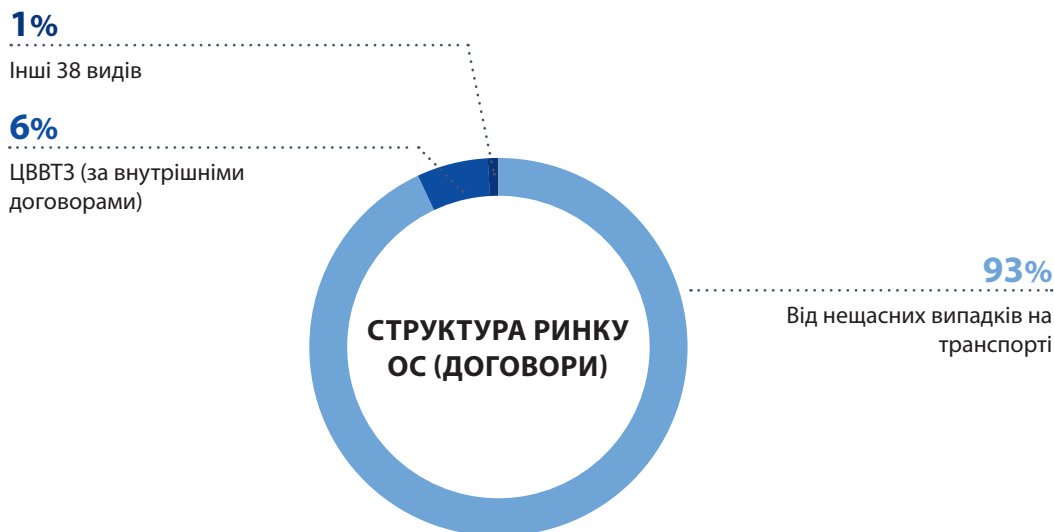 1%
Інші 38 видів
6%
ЦВВТЗ (за внутрішніми
договорами)
93%
Від нещасних випадків на
транспорті
СТРУКТУРА РИНКУ
ОС (ДОГОВОРИ)